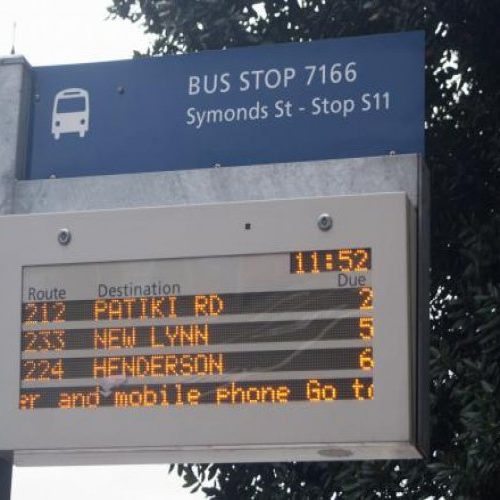 BUS STOP 7166
Symonds St - Stop S11
11:52
Route Destination Due
212 PATIKI RD 2
233 NEW LYNN 5
224 HENDERSON 6
er and mobile phone Go to